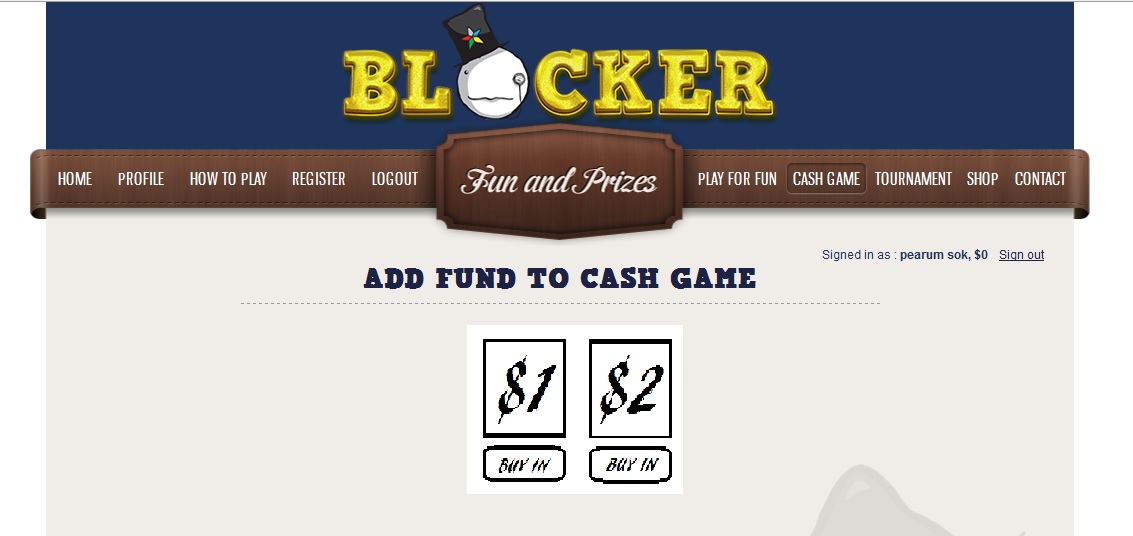 BLOCKER
HOME PROFILE HOW TO PLAY REGISTER LOGOUT Fun and Prizes PLAY FOR FUN CASH GAME TOURNAMENT SHOP CONTACT
Signed in as : pearum sok, $0 Sign out
ADD FUND TO CASH GAME
$1 $2
BUY IN BUY IN